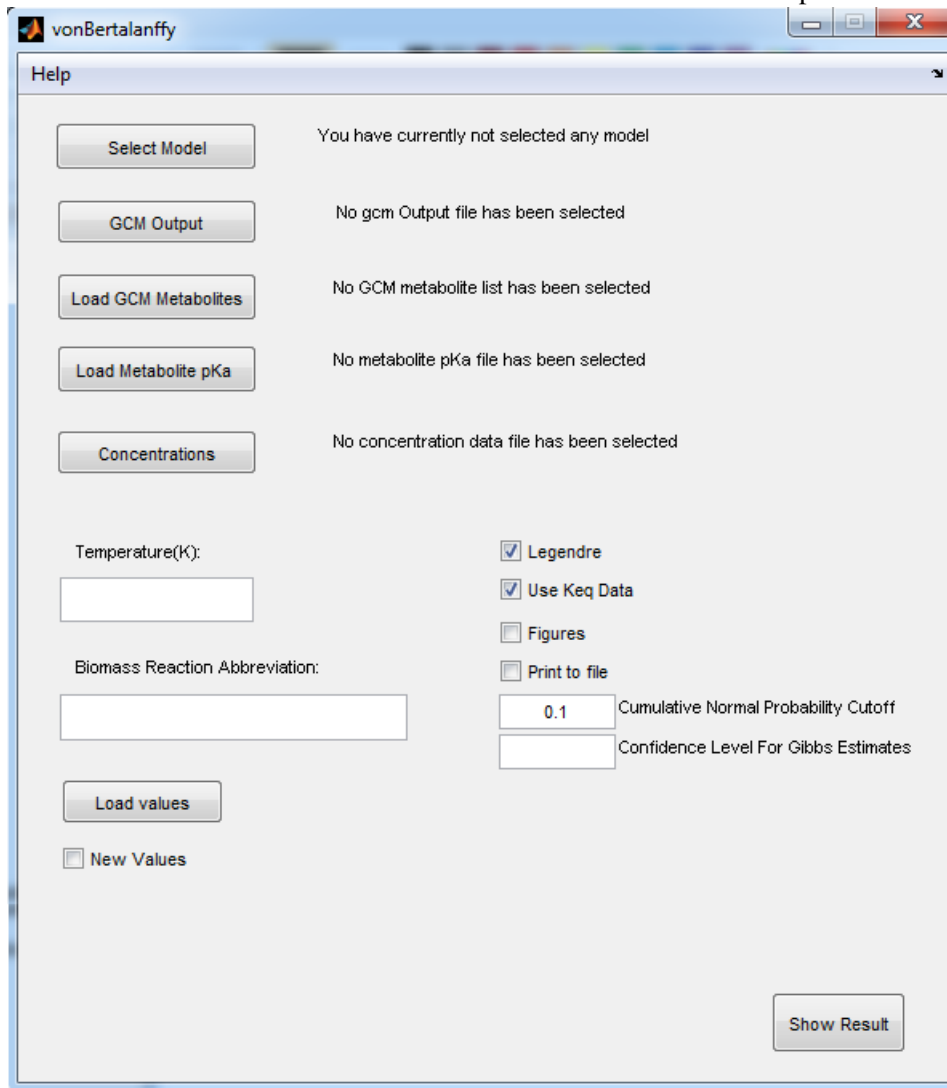 vonBertalanffy
Help
Select Model
You have currently not selected any model
GCM Output
No gcm Output file has been selected
Load GCM Metabolites
No GCM metabolite list has been selected
Load Metabolite pKa
No metabolite pKa file has been selected
Concentrations
No concentration data file has been selected
Temperature(K):
Legendre
Use Keq Data
Figures
Biomass Reaction Abbreviation:
Print to file
0.1 Cumulative Normal Probability Cutoff
Confidence Level For Gibbs Estimates
Load values
New Values
Show Result